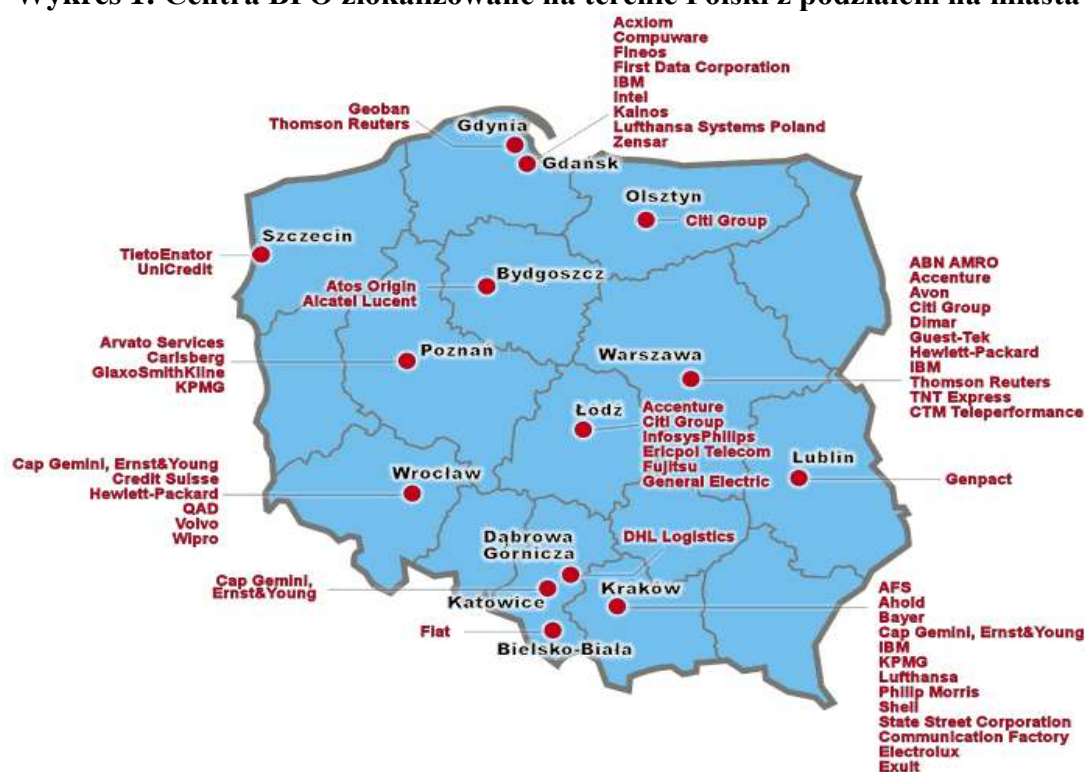 Wykres 1. Centra BPO zlokalizowane na terenie Polski z podziałem na miasta
Acxiom
Compuware
Fineos
First Data Corporation
IBM
Intel
Kainos
Lufthansa Systems Poland
Zensar
Geoban
Thomson Reuters
Gdynia
Gdańsk
Olsztyn
Citi Group
Szczecin
TietoEnator
UniCredit
Bydgoszcz
Atos Origin
Alcatel Lucent
ABN AMRO
Accenture
Avon
Citi Group
Dimar
Guest-Tek
Hewlett-Packard
IBM
Thomson Reuters
TNT Express
CTM Teleperformance
Arvato Services
Carlsberg
GlaxoSmithKline
KPMG
Poznań
Warszawa
Łódź
Accenture
Citi Group
InfosysPhilips
Ericpol Telecom
Fujitsu
General Electric
Lublin
Genpact
Cap Gemini, Ernst&Young
Credit Suisse
Hewlett-Packard
QAD
Volvo
Wipro
Wroclaw
Dąbrowa
Górnicza
DHL Logistics
Cap Gemini,
Ernst&Young
Katowice
Kraków
Fiat
Bielsko-Biała
AFS
Ahold
Bayer
Cap Gemini, Ernst&Young
IBM
KPMG
Lufthansa
Philip Morris
Shell
State Street Corporation
Communication Factory
Electrolux
Exult